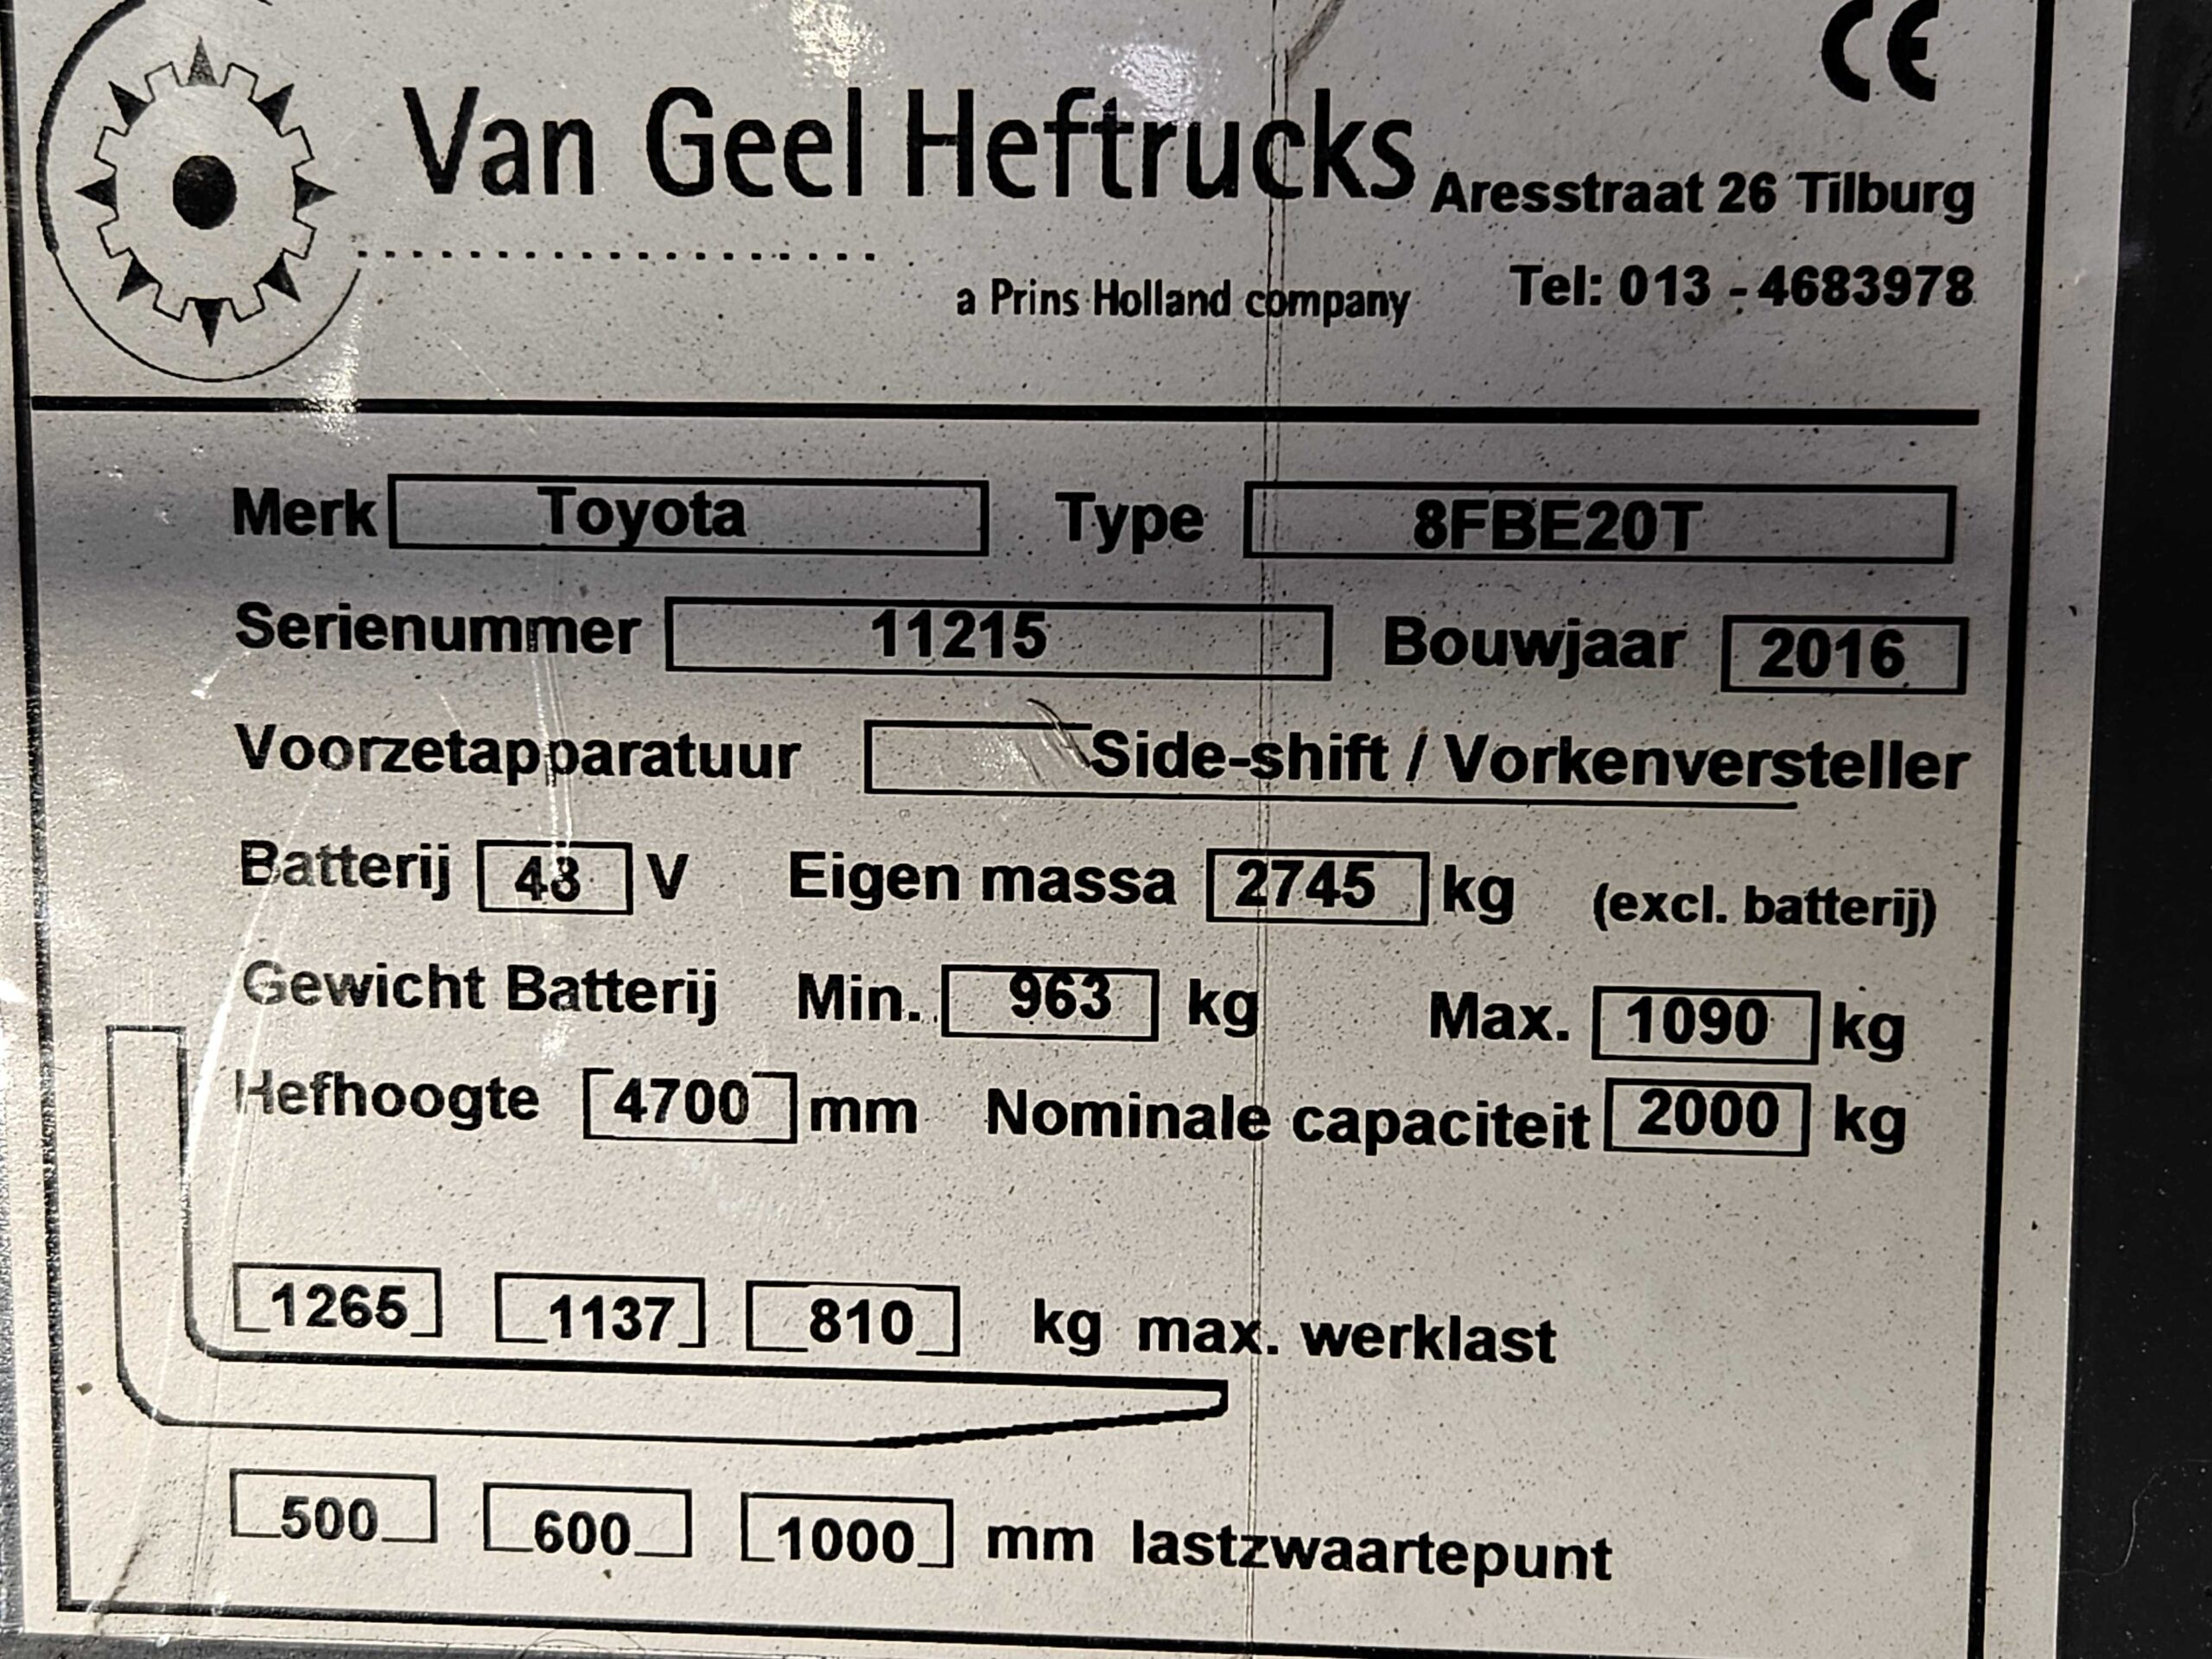 CE
Van Geel Heftrucks Aresstraat 26 Tilburg
a Prins Holland company Tel: 013 - 4683978
Merk Toyota Type 8FBE20T
Serienummer 11215 Bouwjaar 2016
Voorzetapparatuur Side-shift / Vorkenversteller
Batterij 48 V Eigen massa 2745 kg (excl. batterij)
Gewicht Batterij Min. 963 kg Max. 1090 kg
Hefhoogte 4700 mm Nominale capaciteit 2000 kg
1265 1137 810 kg max. werklast
500 600 1000 mm lastzwaartepunt